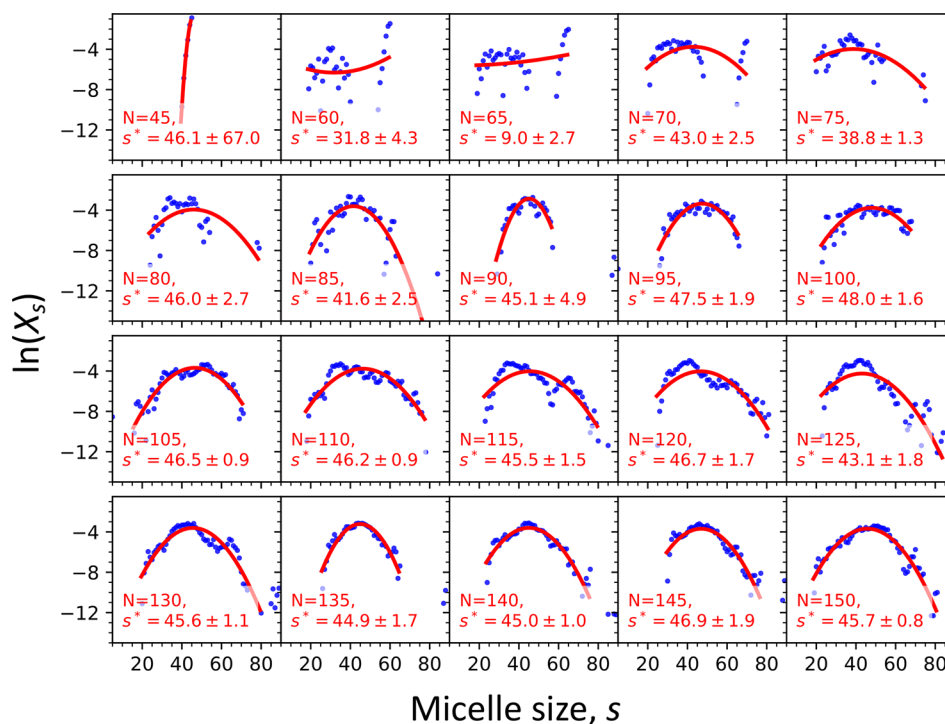 −4
−8
−12
N=45,
s* = 46.1 ± 67.0
N=60,
s* = 31.8 ± 4.3
N=65,
s* = 9.0 ± 2.7
N=70,
s* = 43.0 ± 2.5
N=75,
s* = 38.8 ± 1.3
−4
−8
−12
N=80,
s* = 46.0 ± 2.7
N=85,
s* = 41.6 ± 2.5
N=90,
s* = 45.1 ± 4.9
N=95,
s* = 47.5 ± 1.9
N=100,
s* = 48.0 ± 1.6
ln(Xs)
−4
−8
−12
N=105,
s* = 46.5 ± 0.9
N=110,
s* = 46.2 ± 0.9
N=115,
s* = 45.5 ± 1.5
N=120,
s* = 46.7 ± 1.7
N=125,
s* = 43.1 ± 1.8
−4
−8
−12
N=130,
s* = 45.6 ± 1.1
N=135,
s* = 44.9 ± 1.7
N=140,
s* = 45.0 ± 1.0
N=145,
s* = 46.9 ± 1.9
N=150,
s* = 45.7 ± 0.8
20 40 60 80 20 40 60 80 20 40 60 80 20 40 60 80 20 40 60 80
Micelle size, s